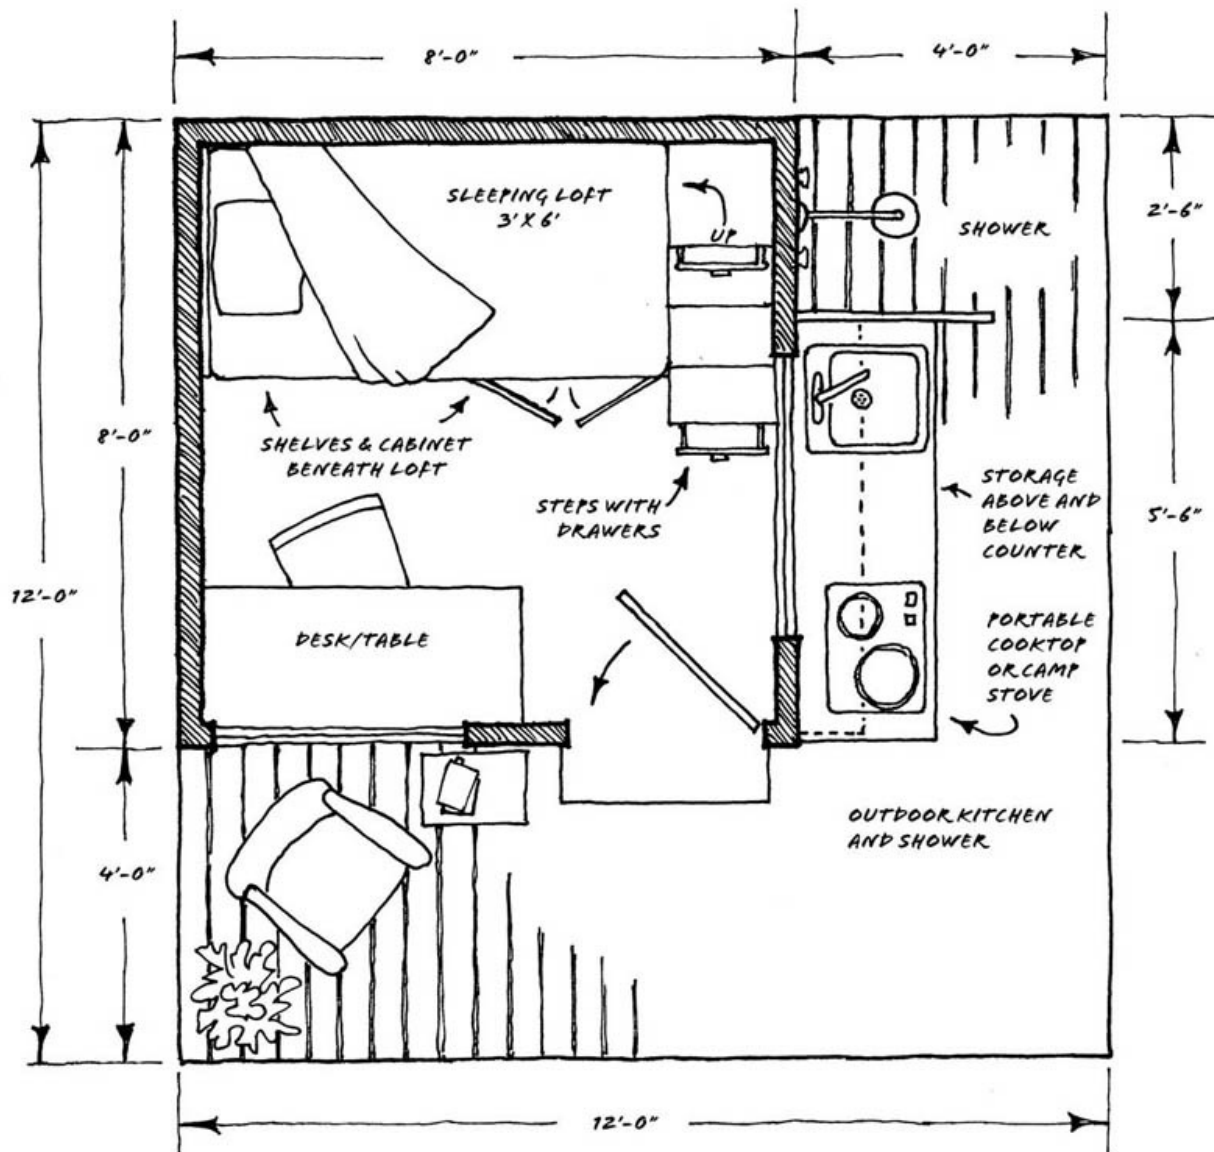 8'-0"
4'-0"
SLEEPING LOFT
3' X 6'
UP
SHOWER
2'-6"
8'-0"
SHELVES & CABINET
BENEATH LOFT
STEPS WITH
DRAWERS
STORAGE
ABOVE AND
BELOW
COUNTER
5'-6"
12'-0"
DESK/TABLE
PORTABLE
COOKTOP
OR CAMP
STOVE
4'-0"
OUTDOOR KITCHEN
AND SHOWER
12'-0"